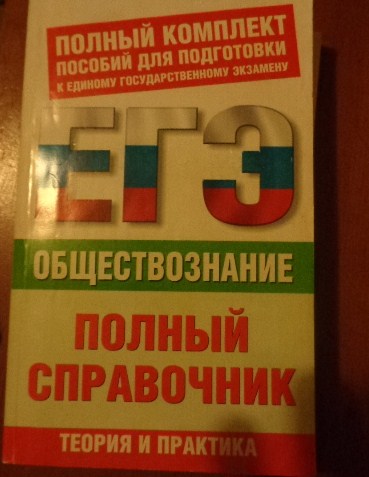 ПОЛНЫЙ КОМПЛЕКТ
ПОСОБИЙ ДЛЯ ПОДГОТОВКИ
К ЕДИНОМУ ГОСУДАРСТВЕННОМУ ЭКЗАМЕНУ
ЕГЭ
ОБЩЕСТВОЗНАНИЕ
ПОЛНЫЙ
СПРАВОЧНИК
ТЕОРИЯ И ПРАКТИКА